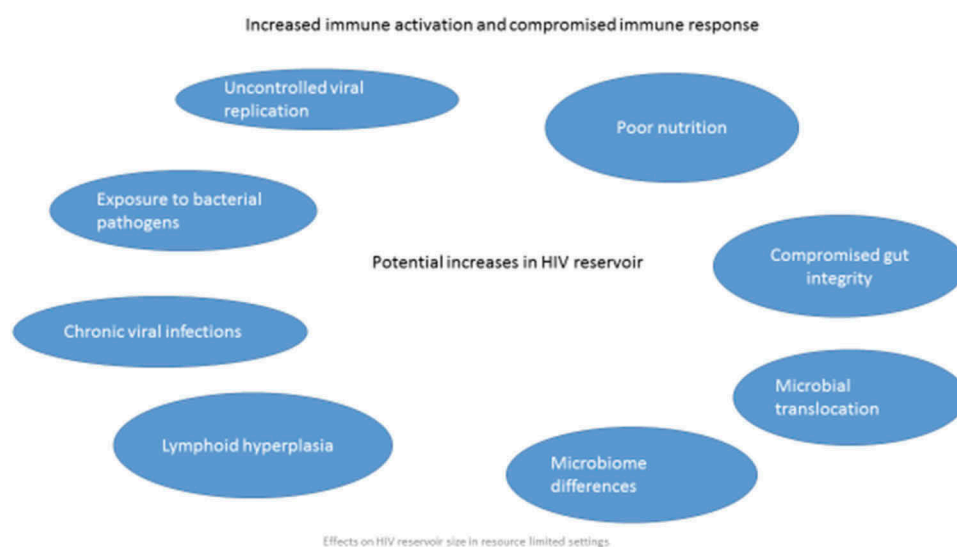 Increased immune activation and compromised immune response
Uncontrolled viral
replication
Poor nutrition
Exposure to bacterial
pathogens
Compromised gut
integrity
Potential increases in HIV reservoir
Chronic viral infections
Microbial
translocation
Lymphoid hyperplasia
Microbiome
differences
Effects on HIV reservoir size in resource limited settings